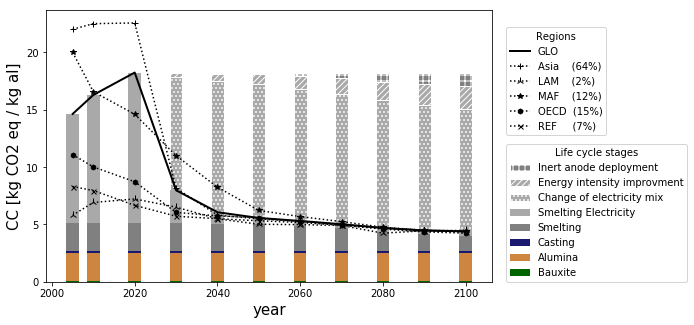 CC [kg CO2 eq / kg al]
20
15
10
5
0
2000
2020
2040
2060
2080
2100
year
Regions
GLO
Asia (64%)
LAM (2%)
MAF (12%)
OECD (15%)
REF (7%)
Life cycle stages
Inert anode deployment
Energy intensity improvment
Change of electricity mix
Smelting Electricity
Smelting
Casting
Alumina
Bauxite